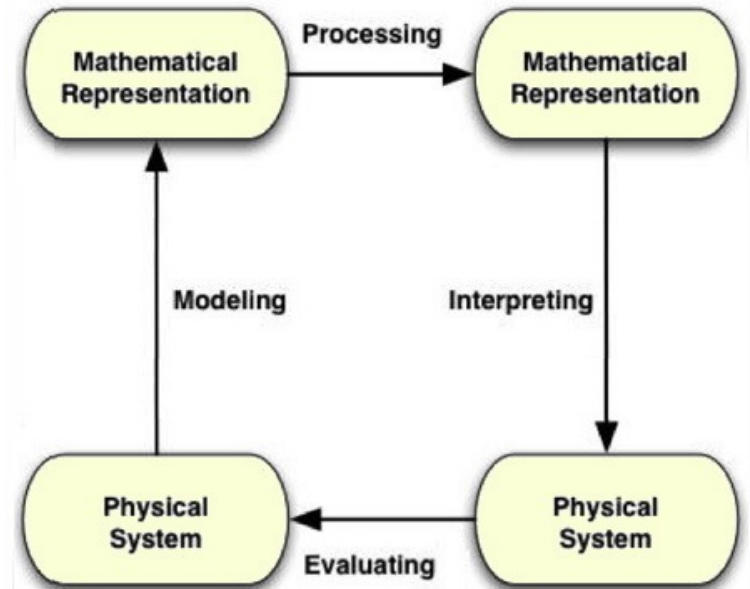 Processing
Mathematical
Representation
Mathematical
Representation
Modeling
Interpreting
Physical
System
Physical
System
Evaluating